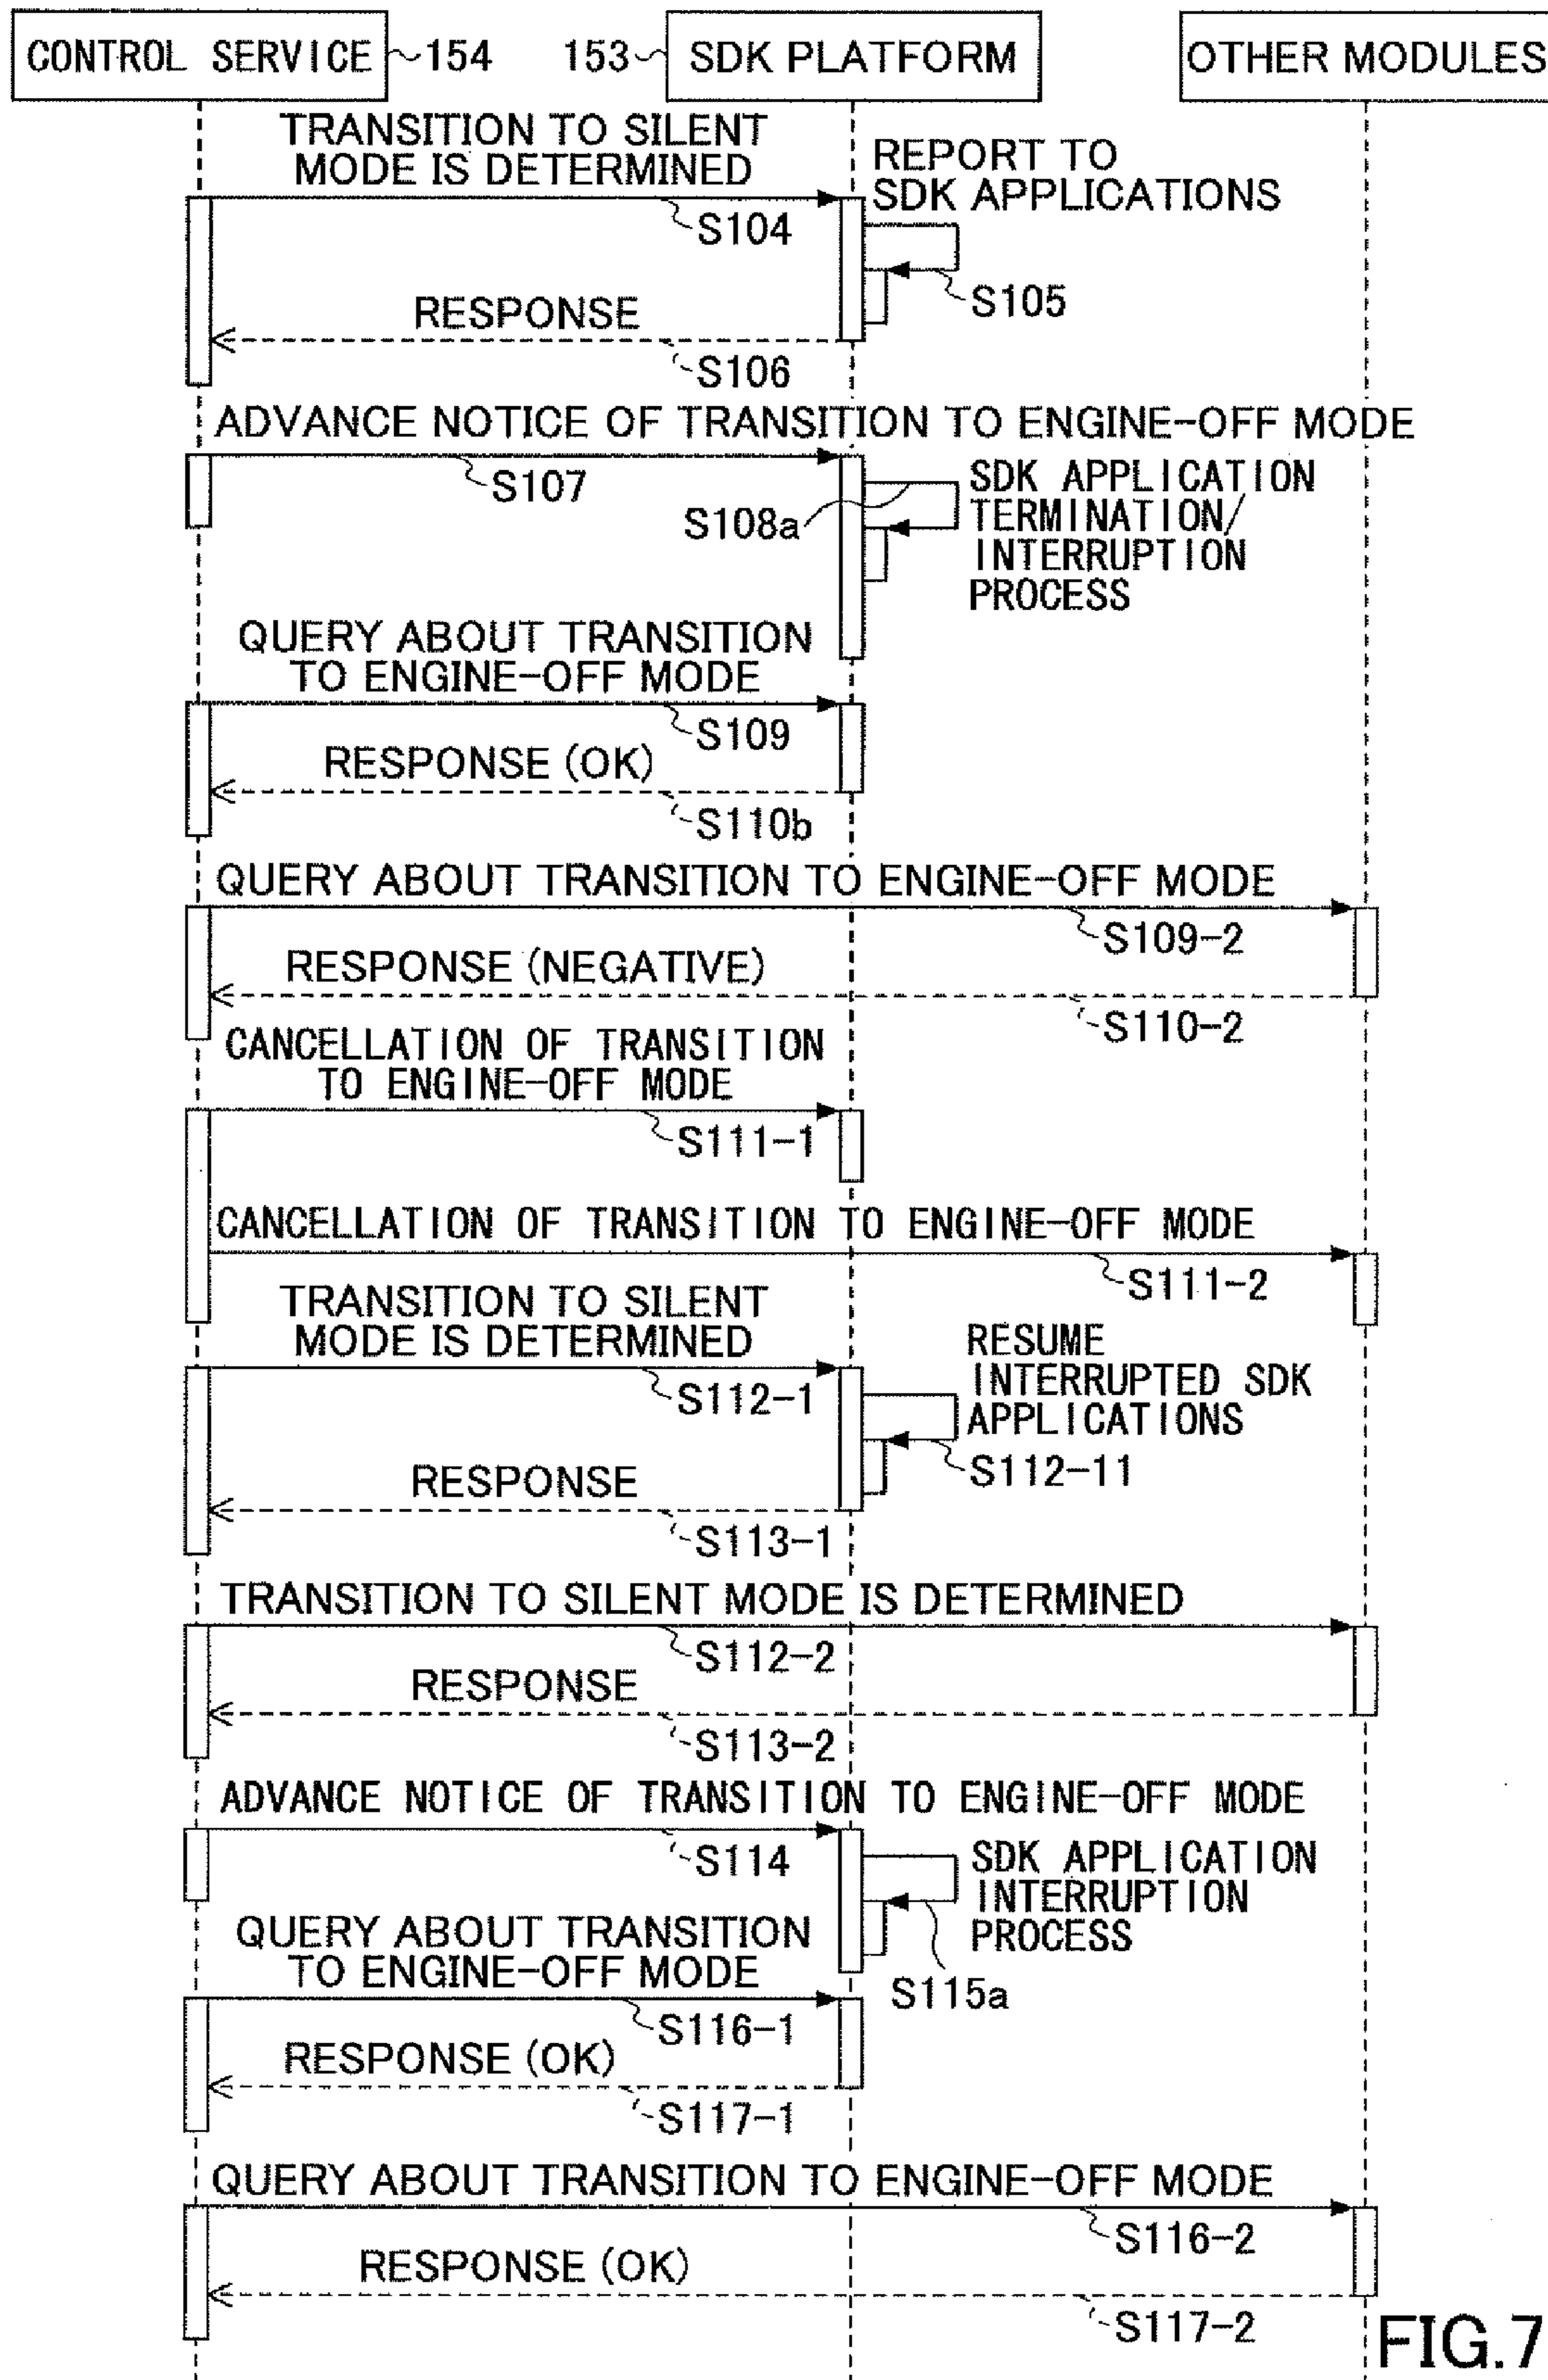 CONTROL SERVICE 154 153 SDK PLATFORM OTHER MODULES
TRANSITION TO SILENT
MODE IS DETERMINED
REPORT TO
SDK APPLICATIONS
S104
S105
RESPONSE
S106
ADVANCE NOTICE OF TRANSITION TO ENGINE-OFF MODE
S107
S108a
SDK APPLICATION
TERMINATION/
INTERRUPTION
PROCESS
QUERY ABOUT TRANSITION
TO ENGINE-OFF MODE
S109
RESPONSE (OK)
S110b
QUERY ABOUT TRANSITION TO ENGINE-OFF MODE
S109-2
RESPONSE (NEGATIVE)
S110-2
CANCELLATION OF TRANSITION
TO ENGINE-OFF MODE
S111-1
CANCELLATION OF TRANSITION TO ENGINE-OFF MODE
S111-2
TRANSITION TO SILENT
MODE IS DETERMINED
S112-1
RESUME
INTERRUPTED SDK
APPLICATIONS
S112-11
RESPONSE
S113-1
TRANSITION TO SILENT MODE IS DETERMINED
S112-2
RESPONSE
S113-2
ADVANCE NOTICE OF TRANSITION TO ENGINE-OFF MODE
S114
SDK APPLICATION
INTERRUPTION
PROCESS
S115a
QUERY ABOUT TRANSITION
TO ENGINE-OFF MODE
S116-1
RESPONSE (OK)
S117-1
QUERY ABOUT TRANSITION TO ENGINE-OFF MODE
S116-2
RESPONSE (OK)
S117-2
FIG.7